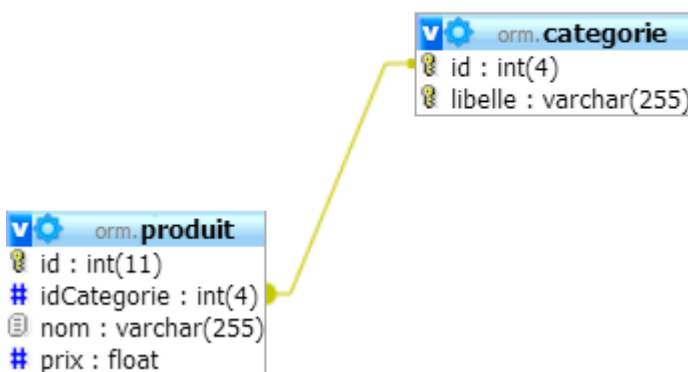 orm.categorie
id : int(4)
libelle : varchar(255)
orm.produit
id : int(11)
idCategorie : int(4)
nom : varchar(255)
prix : float